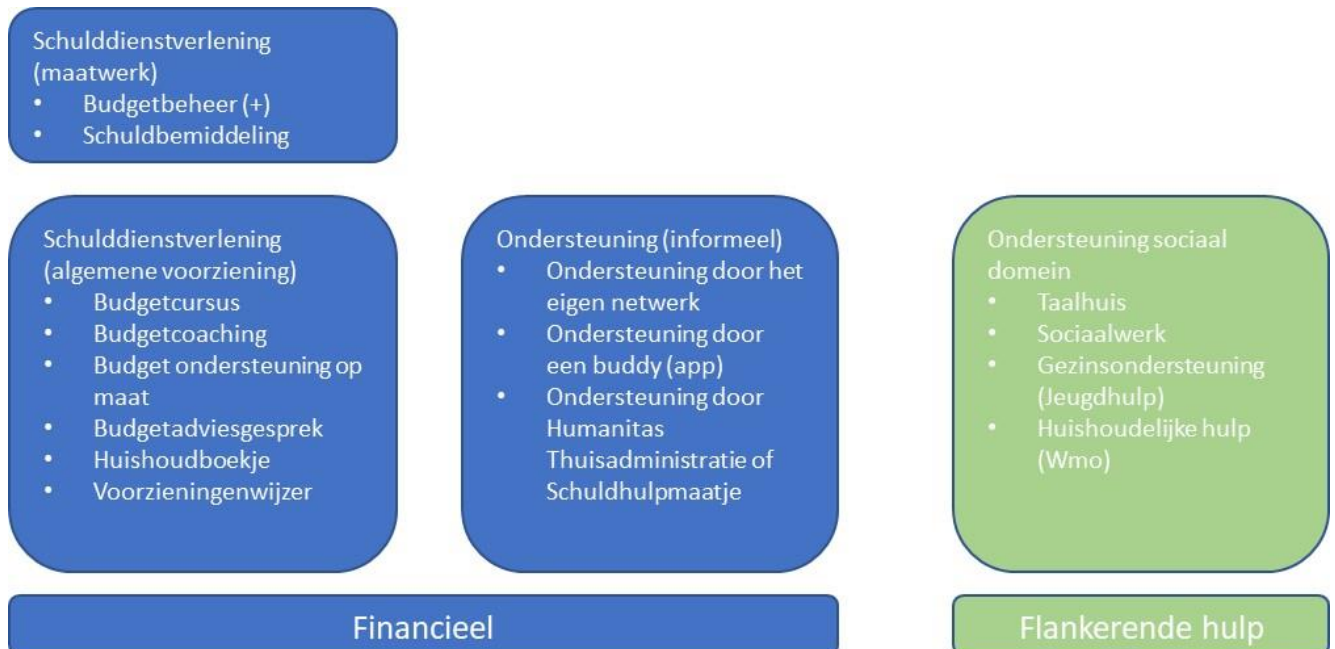 Schulddienstverlening
(maatwerk)
• Budgetbeheer (+)
• Schuldbemiddeling
Schulddienstverlening
(algemene voorziening)
• Budgetcursus
• Budgetcoaching
• Budget ondersteuning op
maat
• Budgetadviesgesprek
• Huishoudboekje
• Voorzieningenwijzer
Ondersteuning (informeel)
• Ondersteuning door het
eigen netwerk
• Ondersteuning door
een buddy (app)
• Ondersteuning door
Humanitas
Thuisadministratie of
Schuldhulpmaatje
Ondersteuning sociaal
domein
• Taalhuis
• Sociaalwerk
• Gezinsondersteuning
(Jeugdhulp)
• Huishoudelijke hulp
(Wmo)
Financieel
Flankerende hulp